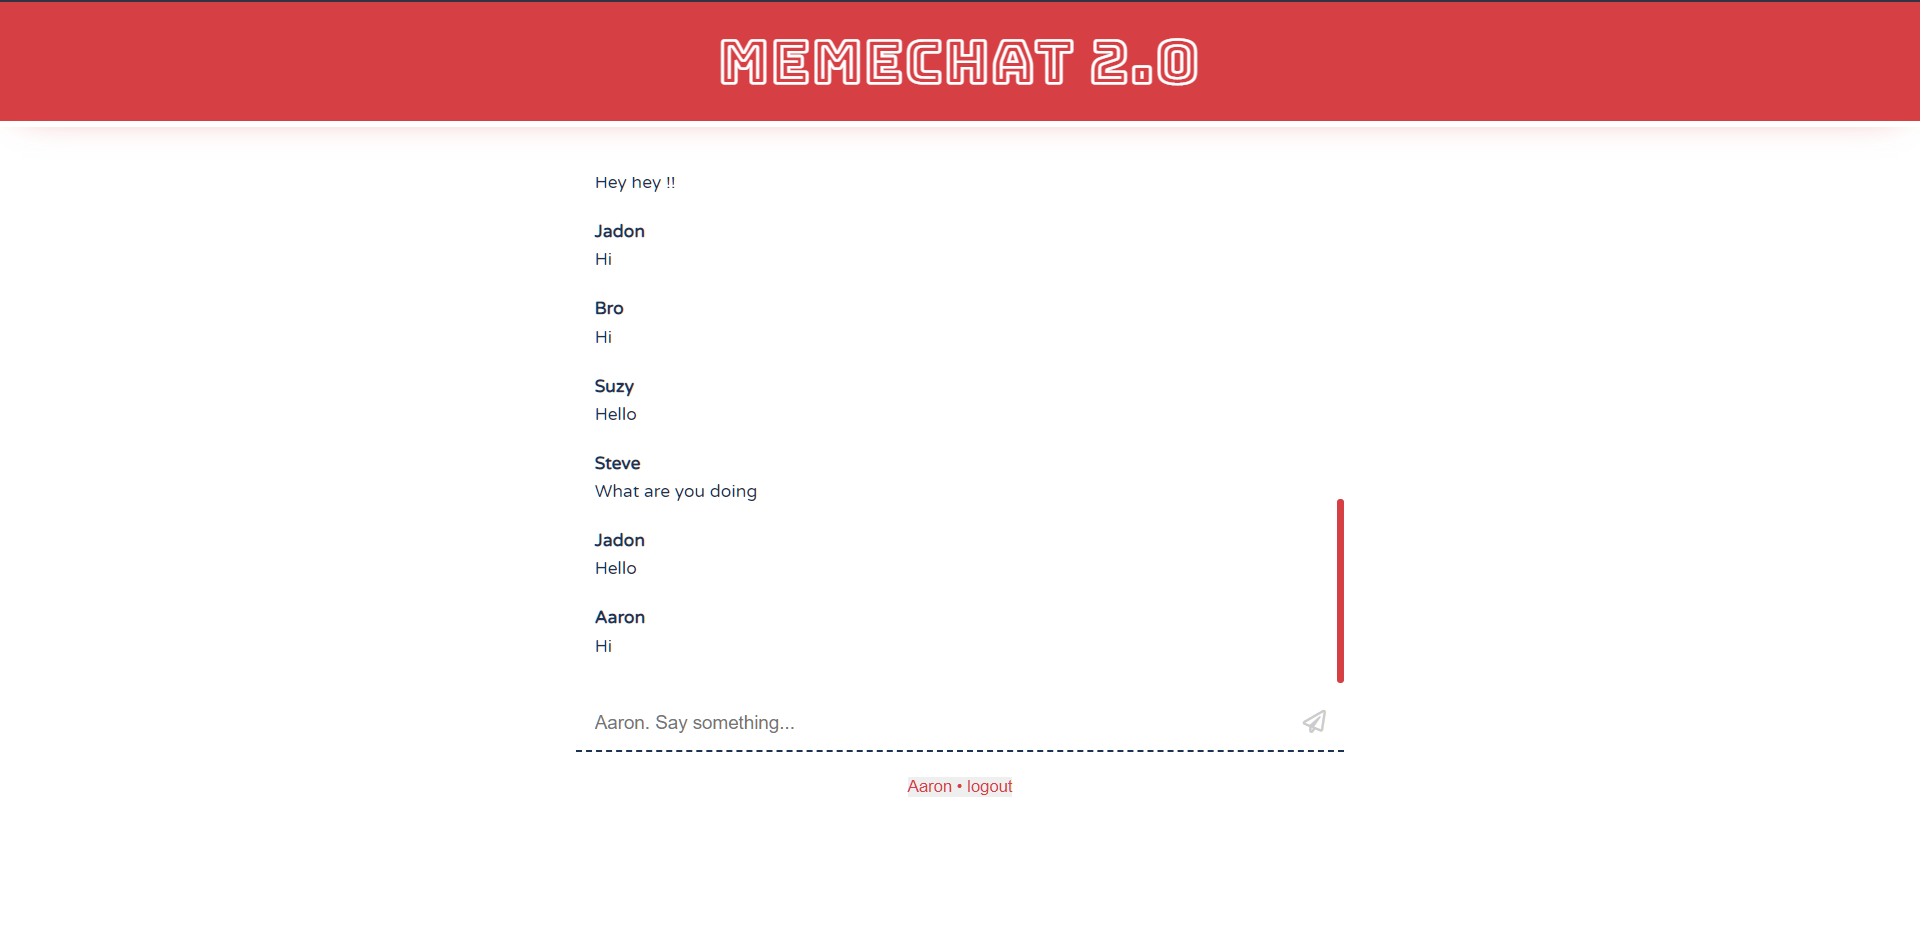 MEMECHAT 2.0
Hey hey !!
Jadon
Hi
Bro
Hi
Suzy
Hello
Steve
What are you doing
Jadon
Hello
Aaron
Hi
Aaron. Say something...
Aaron • logout